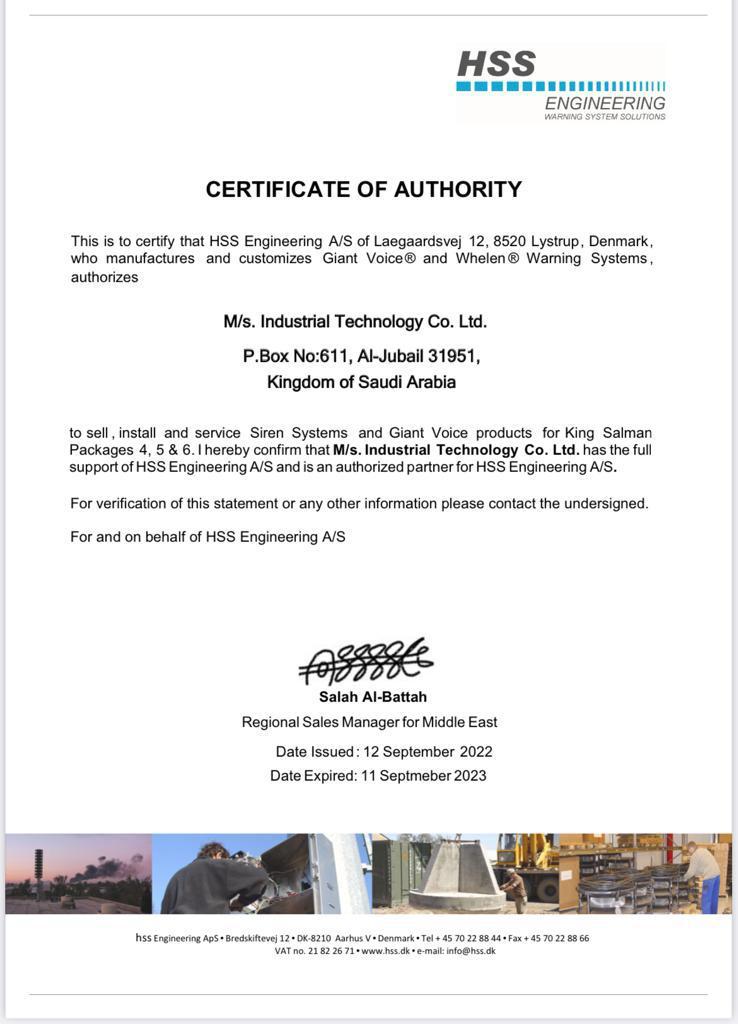 HSS
ENGINEERING
WARNING SYSTEM SOLUTIONS
CERTIFICATE OF AUTHORITY
This is to certify that HSS Engineering A/S of Laegaardsvej 12, 8520 Lystrup, Denmark,
who manufactures and customizes Giant Voice® and Whelen® Warning Systems,
authorizes
M/s. Industrial Technology Co. Ltd.
P.Box No:611, Al-Jubail 31951,
Kingdom of Saudi Arabia
to sell, install and service Siren Systems and Giant Voice products for King Salman
Packages 4, 5 & 6. I hereby confirm that M/s. Industrial Technology Co. Ltd. has the full
support of HSS Engineering A/S and is an authorized partner for HSS Engineering A/S.
For verification of this statement or any other information please contact the undersigned.
For and on behalf of HSS Engineering A/S
Salah Al-Battah
Regional Sales Manager for Middle East
Date Issued: 12 September 2022
Date Expired: 11 Septmeber 2023
hss Engineering ApS • Bredskiftevej 12 • DK-8210 Aarhus V • Denmark • Tel + 45 70 22 88 44 • Fax + 45 70 22 88 66
VAT no. 21 82 26 71 • www.hss.dk • e-mail: info@hss.dk